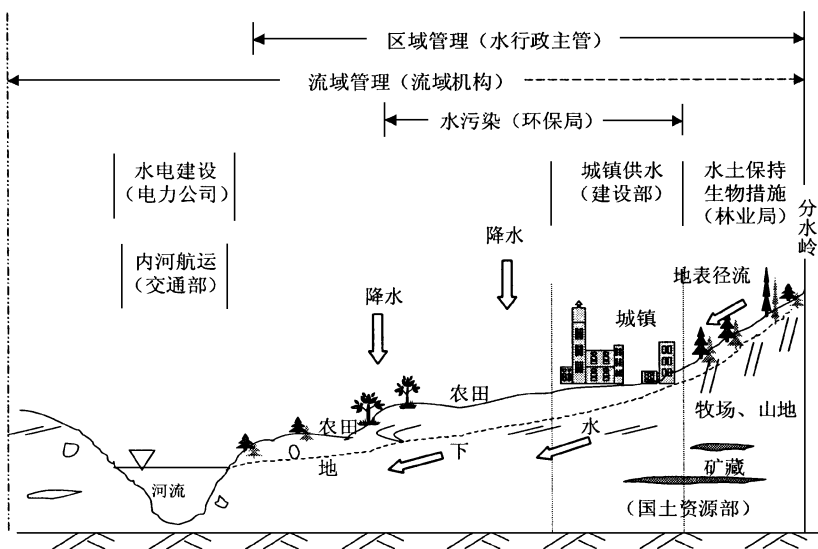 区域管理（水行政主管）
流域管理（流域机构）
水污染（环保局）
水电建设
（电力公司）
城镇供水
（建设部）
水土保持
生物措施
（林业局）
分水岭
内河航运
（交通部）
降水
降水
地表径流
城镇
农田
农田
牧场、山地
地 下 水
河流
矿藏
（国土资源部）